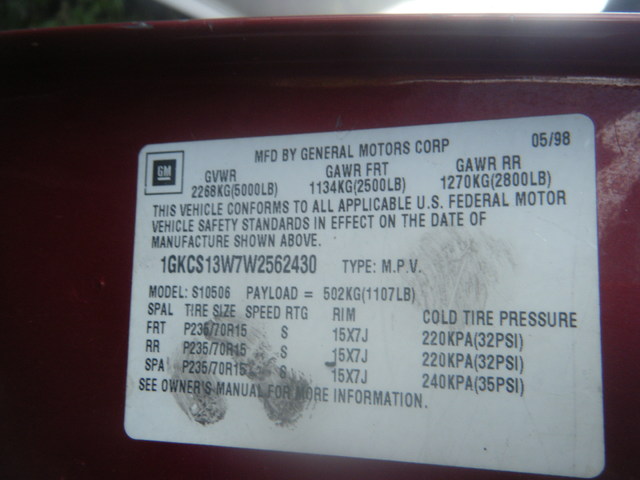 MFD BY GENERAL MOTORS CORP 05/98
GM
GVWR GAWR FRT GAWR RR
2268KG(5000LB) 1134KG(2500LB) 1270KG(2800LB)
THIS VEHICLE CONFORMS TO ALL APPLICABLE U.S. FEDERAL MOTOR
VEHICLE SAFETY STANDARDS IN EFFECT ON THE DATE OF
MANUFACTURE SHOWN ABOVE.
1GKCS13W7W2562430 TYPE: M.P.V.
MODEL: S10506 PAYLOAD = 502KG(1107LB)
SPAL TIRE SIZE SPEED RTG RIM COLD TIRE PRESSURE
FRT P235/70R15 S 15X7J 220KPA(32PSI)
RR P235/70R15 S 15X7J 220KPA(32PSI)
SPA P235/70R15 S 15X7J 240KPA(35PSI)
SEE OWNER'S MANUAL FOR MORE INFORMATION.